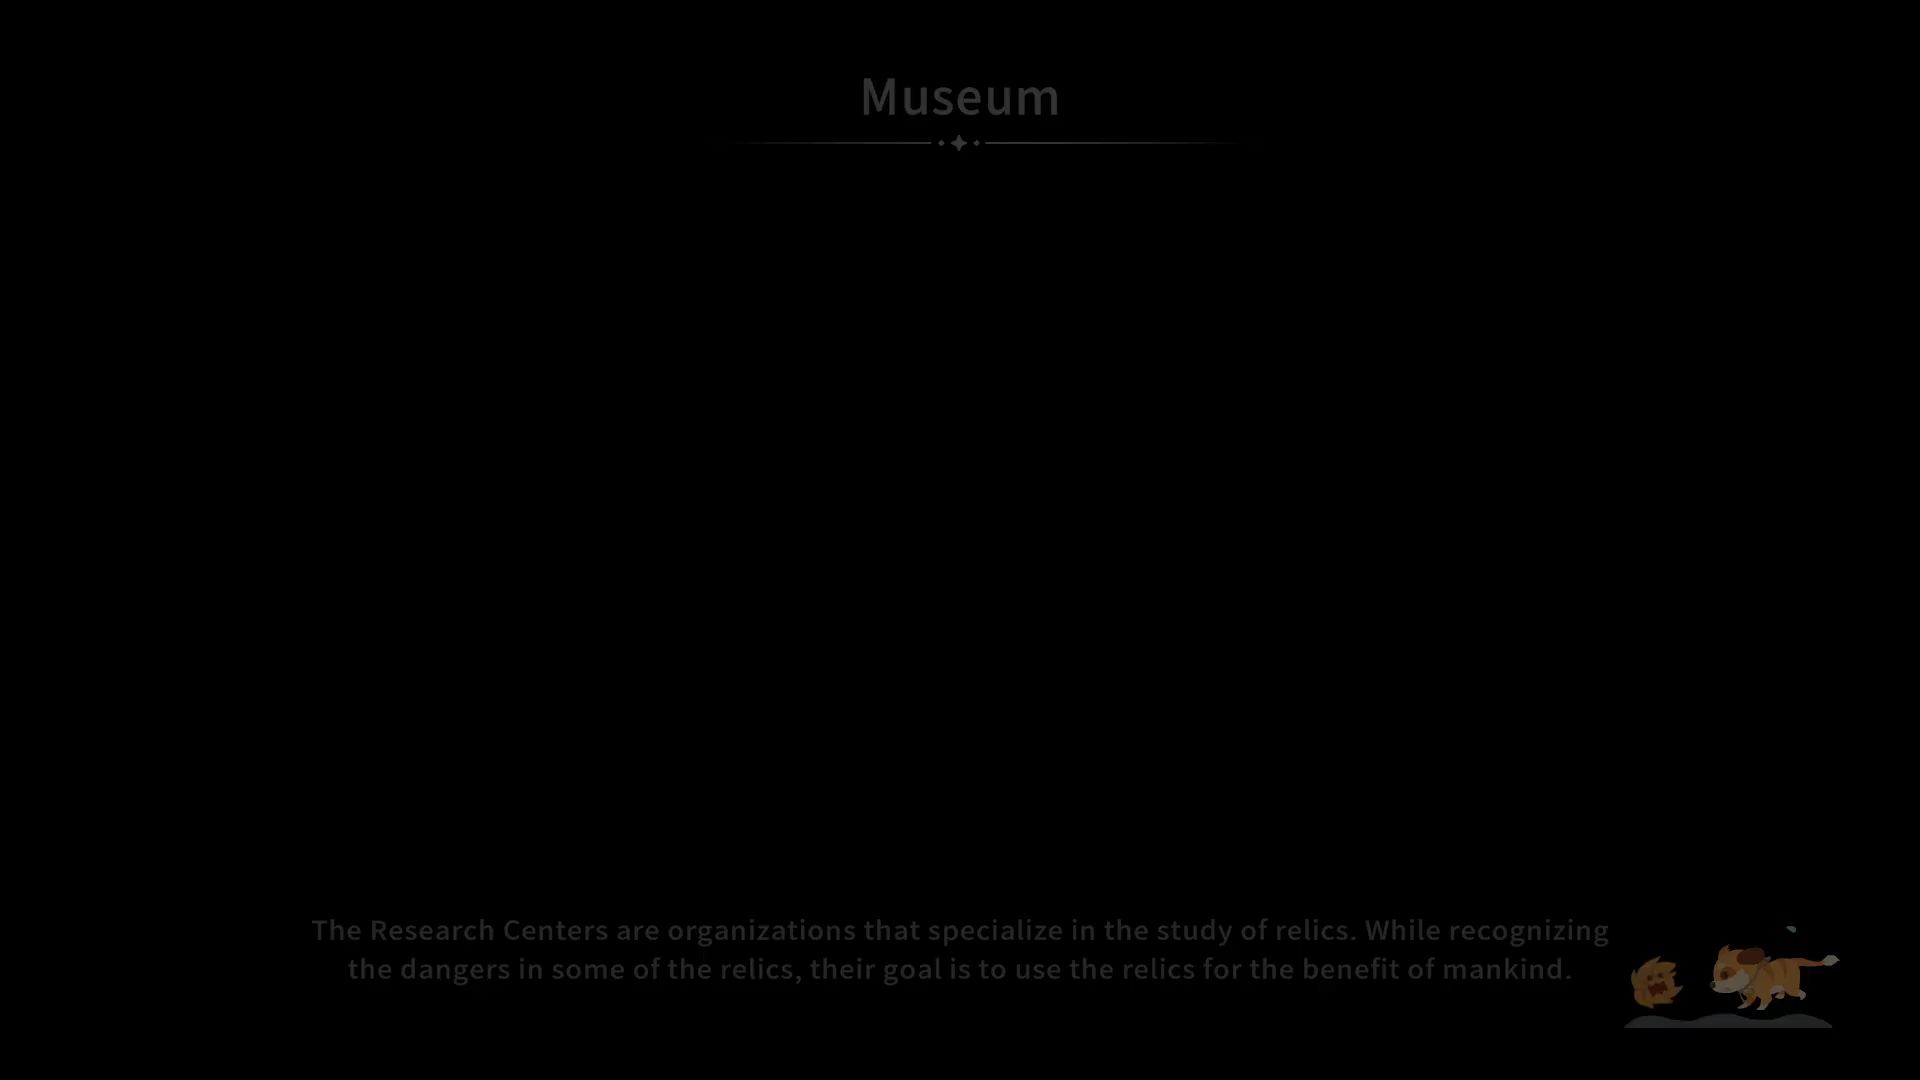 Museum
The Research Centers are organizations that specialize in the study of relics. While recognizing
the dangers in some of the relics, their goal is to use the relics for the benefit of mankind.